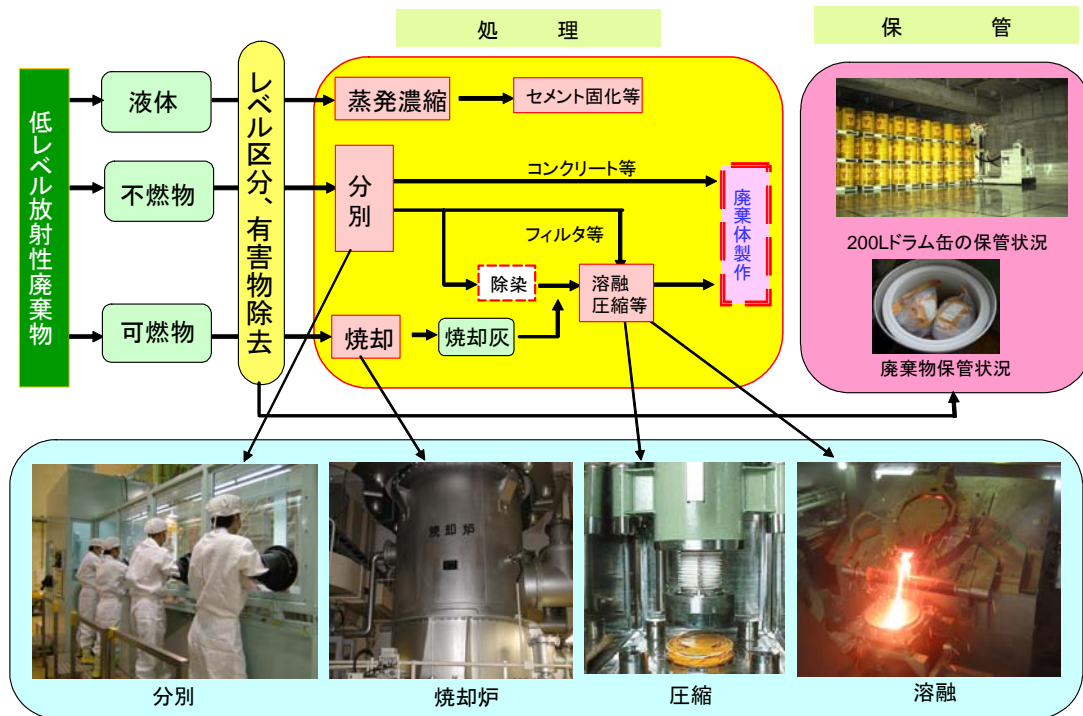 処　理
保　管
低レベル放射性廃棄物
液体
不燃物
可燃物
レベル区分、有害物除去
蒸発濃縮
セメント固化等
分別
コンクリート等
フィルタ等
除染
溶融
圧縮等
廃棄体製作
焼却
焼却灰
200Lドラム缶の保管状況
廃棄物保管状況
焼却炉
分別
焼却炉
圧縮
溶融